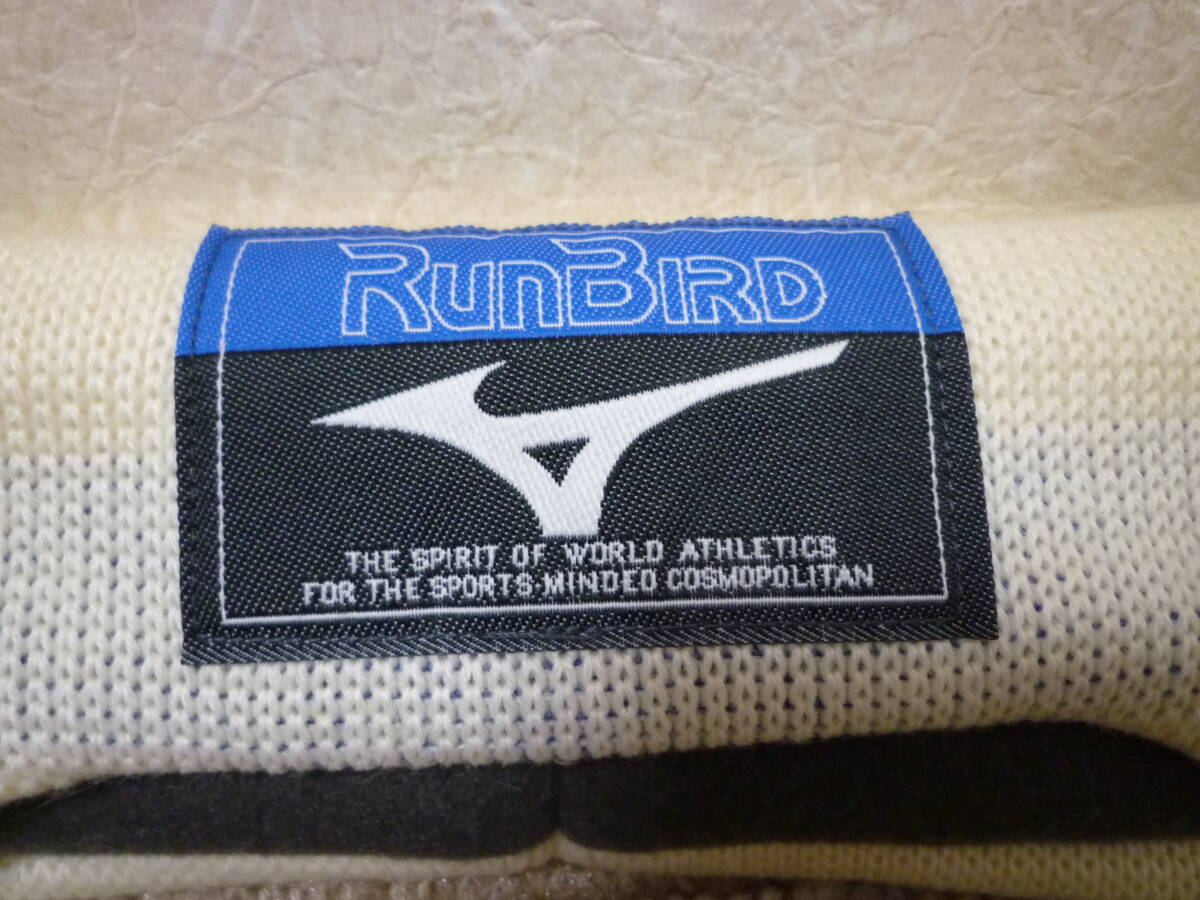 RUNBIRD
THE SPIRIT OF WORLD ATHLETICS
FOR THE SPORTS MINDED COSMOPOLITAN